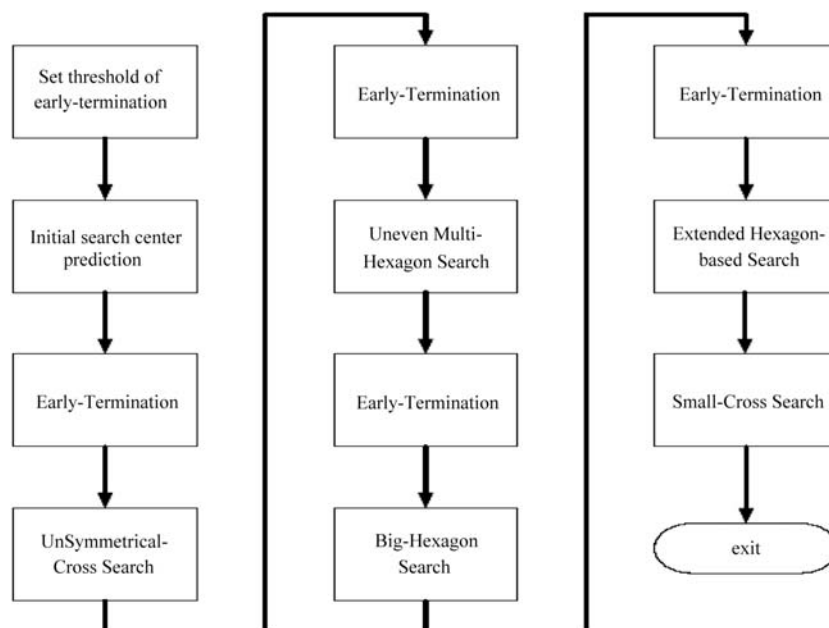 Set threshold of
early-termination
Initial search center
prediction
Early-Termination
UnSymmetrical-
Cross Search
Early-Termination
Uneven Multi-
Hexagon Search
Early-Termination
Big-Hexagon
Search
Early-Termination
Extended Hexagon-
based Search
Small-Cross Search
exit